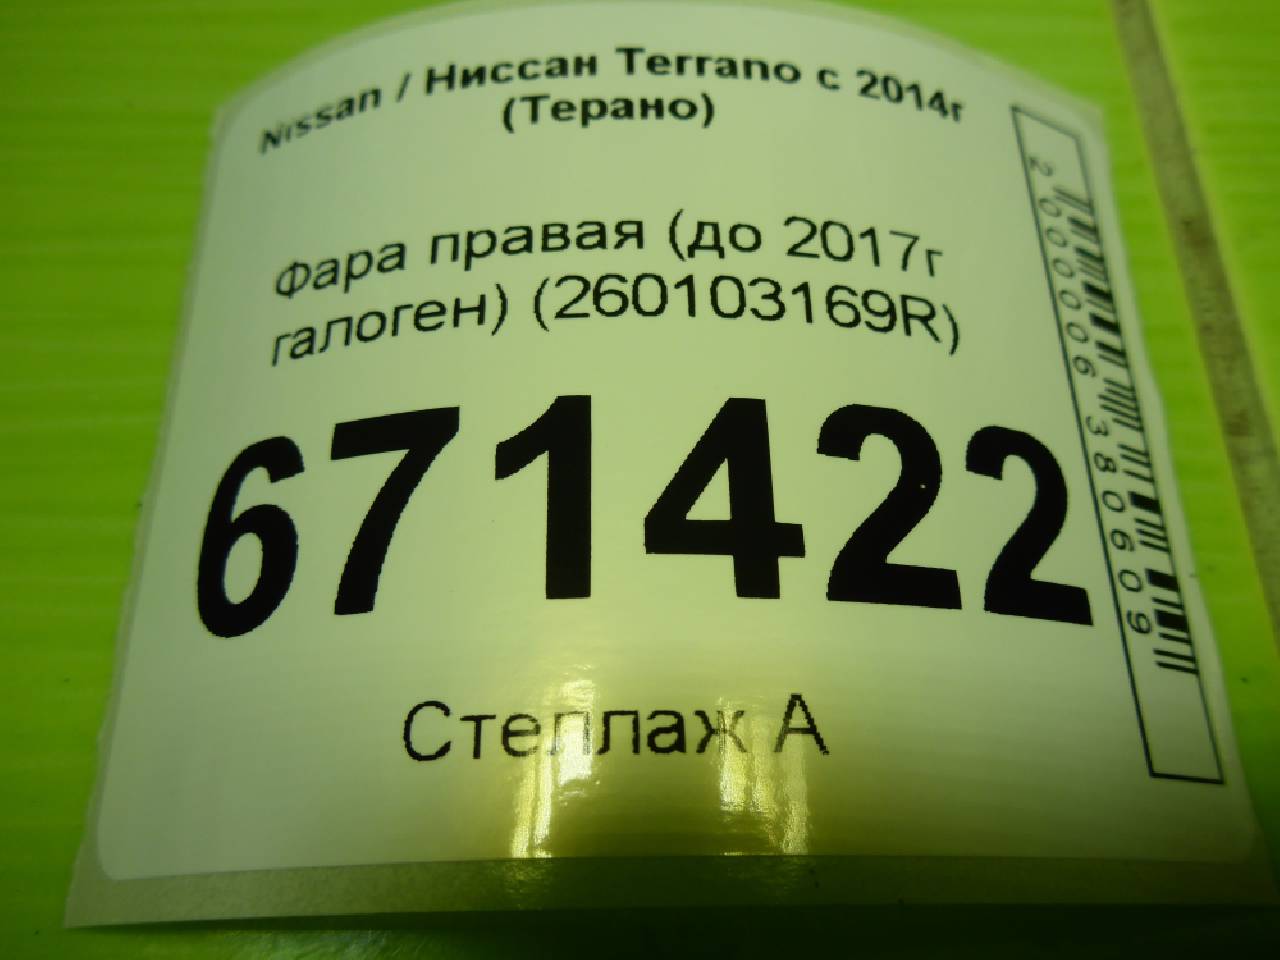 Nissan / Ниссан Terrano с 2014г
(Терано)
Фара правая (до 2017г
галоген) (260103169R)
671422
Стеллаж А
2000006380609